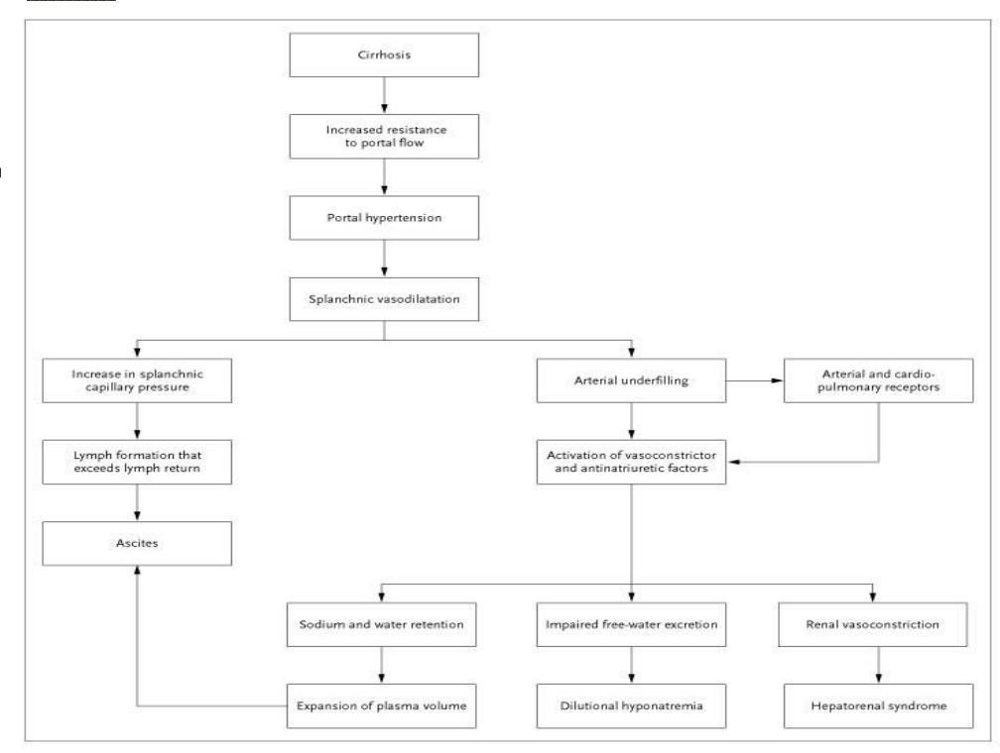 Cirrhosis
Increased resistance
to portal flow
Portal hypertension
Splanchnic vasodilatation
Increase in splanchnic
capillary pressure
Arterial underfilling
Arterial and cardio-
pulmonary receptors
Lymph formation that
exceeds lymph return
Activation of vasoconstrictor
and antinatriuretic factors
Ascites
Sodium and water retention
Impaired free-water excretion
Renal vasoconstriction
Expansion of plasma volume
Dilutional hyponatremia
Hepatorenal syndrome